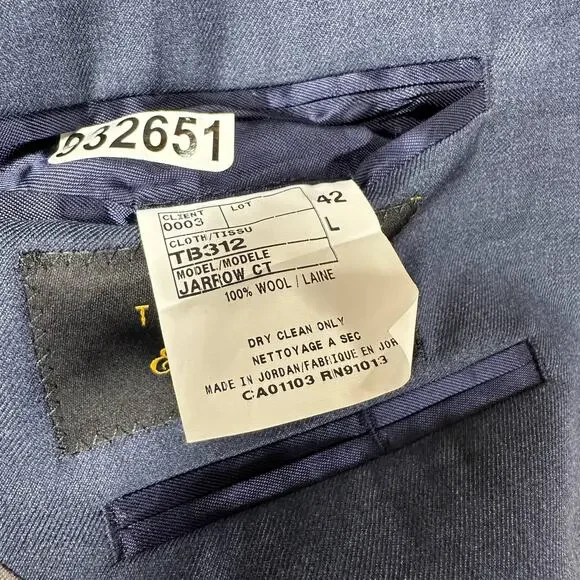 b32651
CLIENT LOT 42
0003
CLOTH/TISSU L
TB312
MODEL/MODELE
JARROW CT
100% WOOL / LAINE
DRY CLEAN ONLY
NETTOYAGE A SEC
MADE IN JORDAN/FABRIQUE EN JOR
CA01103 RN91013
T
&